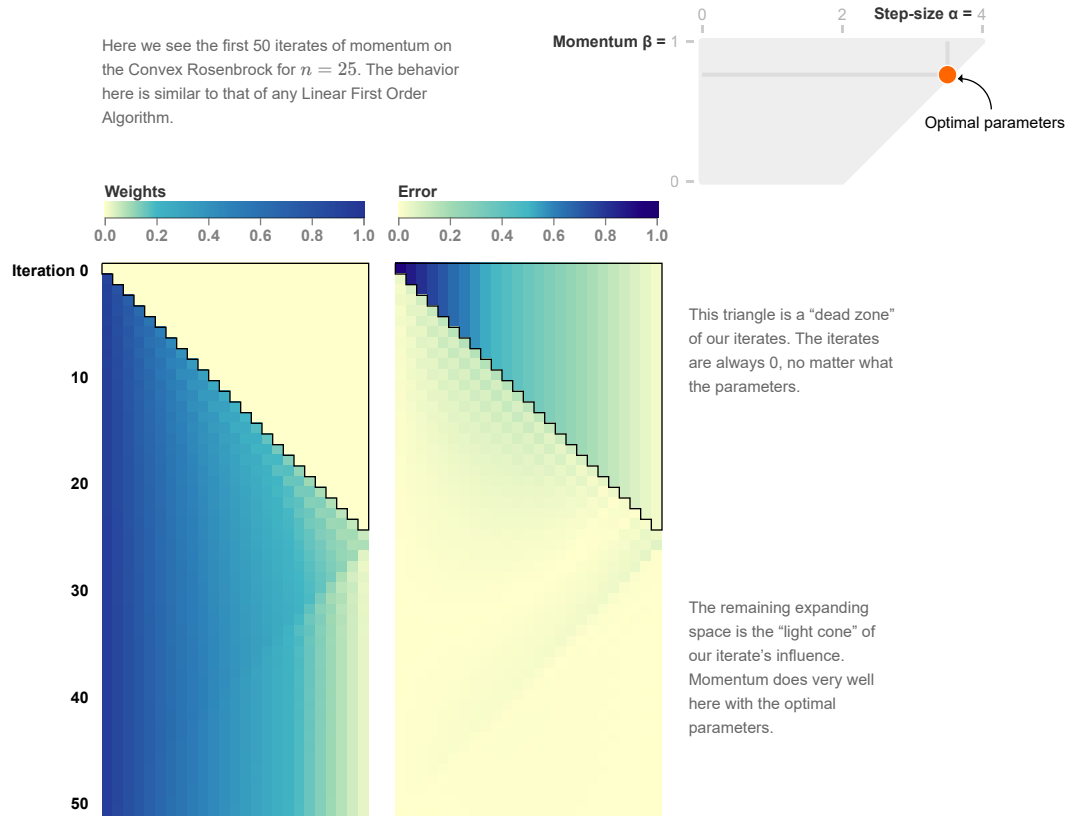 0 2 Step-size α = 4
Here we see the first 50 iterates of momentum on
the Convex Rosenbrock for n = 25. The behavior
here is similar to that of any Linear First Order
Algorithm.
Momentum β = 1
Optimal parameters
0
Weights
0.0 0.2 0.4 0.6 0.8 1.0
Error
0.0 0.2 0.4 0.6 0.8 1.0
Iteration 0
10
20
30
40
50
This triangle is a “dead zone”
of our iterates. The iterates
are always 0, no matter what
the parameters.
The remaining expanding
space is the “light cone” of
our iterate’s influence.
Momentum does very well
here with the optimal
parameters.